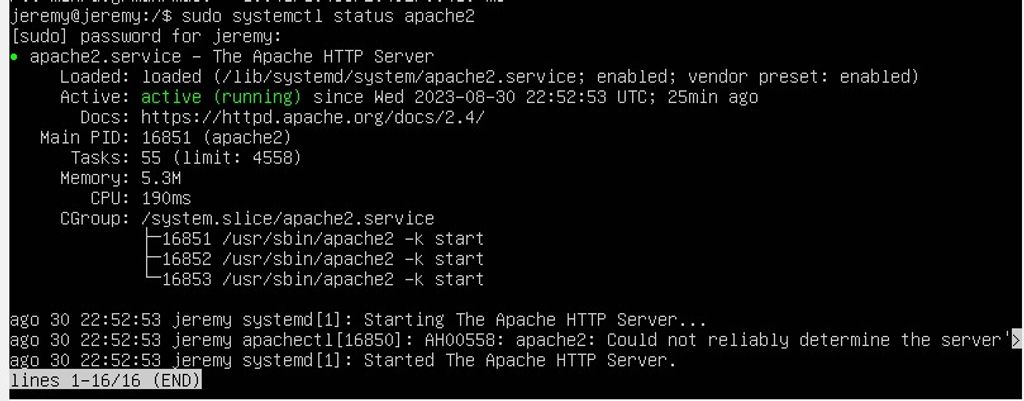 jeremy@jeremy:/$ sudo systemctl status apache2
[sudo] password for jeremy:
● apache2.service - The Apache HTTP Server
     Loaded: loaded (/lib/systemd/system/apache2.service; enabled; vendor preset: enabled)
     Active: active (running) since Wed 2023-08-30 22:52:53 UTC; 25min ago
       Docs: https://httpd.apache.org/docs/2.4/
   Main PID: 16851 (apache2)
      Tasks: 55 (limit: 4558)
     Memory: 5.3M
        CPU: 190ms
     CGroup: /system.slice/apache2.service
             ├─16851 /usr/sbin/apache2 -k start
             ├─16852 /usr/sbin/apache2 -k start
             └─16853 /usr/sbin/apache2 -k start
ago 30 22:52:53 jeremy systemd[1]: Starting The Apache HTTP Server...
ago 30 22:52:53 jeremy apachectl[16850]: AH00558: apache2: Could not reliably determine the server'>
ago 30 22:52:53 jeremy systemd[1]: Started The Apache HTTP Server.
lines 1-16/16 (END)